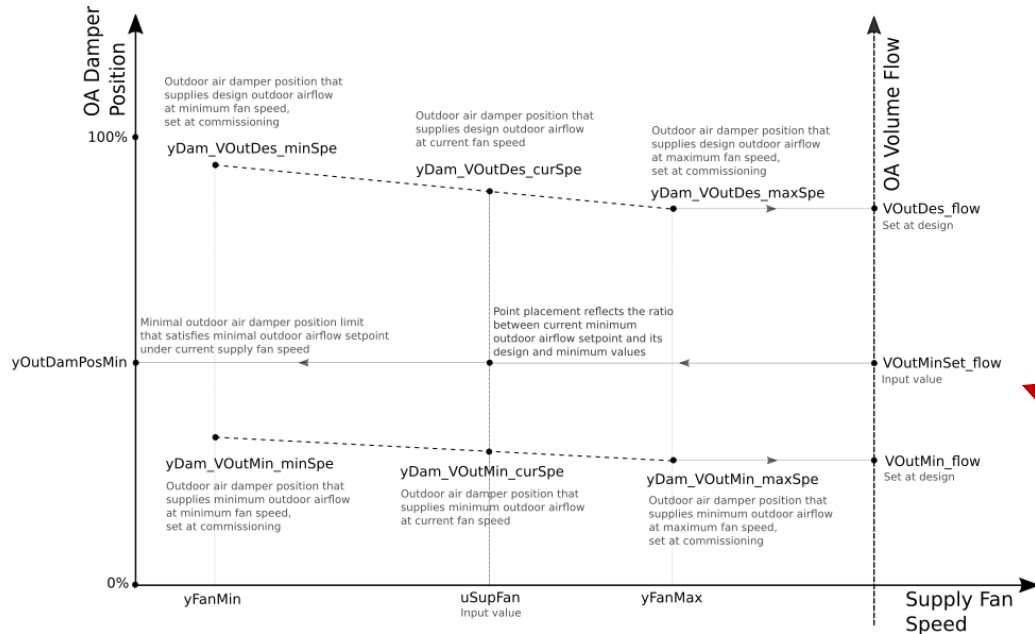 OA Damper
Position
OA Volume Flow
Outdoor air damper position that
supplies design outdoor airflow
at minimum fan speed,
set at commissioning
yDam_VOutDes_minSpe
Outdoor air damper position that
supplies design outdoor airflow
at current fan speed
yDam_VOutDes_curSpe
Outdoor air damper position that
supplies design outdoor airflow
at maximum fan speed,
set at commissioning
yDam_VOutDes_maxSpe
100%
VOutDes_flow
Set at design
Minimal outdoor air damper position limit
that satisfies minimal outdoor airflow setpoint
under current supply fan speed
Point placement reflects the ratio
between current minimum
outdoor airflow setpoint and its
design and minimum values
yOutDamPosMin
VOutMinSet_flow
Input value
yDam_VOutMin_minSpe
Outdoor air damper position that
supplies minimum outdoor airflow
at minimum fan speed,
set at commissioning
yDam_VOutMin_curSpe
Outdoor air damper position that
supplies minimum outdoor airflow
at current fan speed
yDam_VOutMin_maxSpe
Outdoor air damper position that
supplies minimum outdoor airflow
at maximum fan speed,
set at commissioning
VOutMin_flow
Set at design
0%
yFanMin
uSupFan
Input value
yFanMax
Supply Fan
Speed